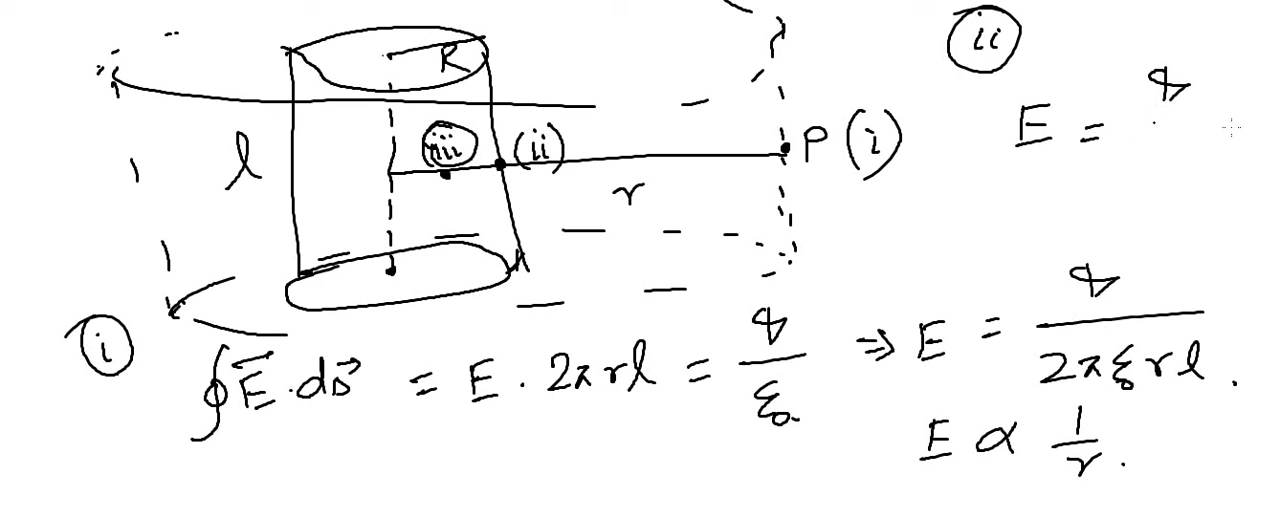 R
l
(iii)
(ii)
P (i)
r
(ii)
E = q
(i)
∮E⃗.ds⃗ = E . 2πrl = q/ε₀ ⇒ E = q/2πε₀rl .
E ∝ 1/r .